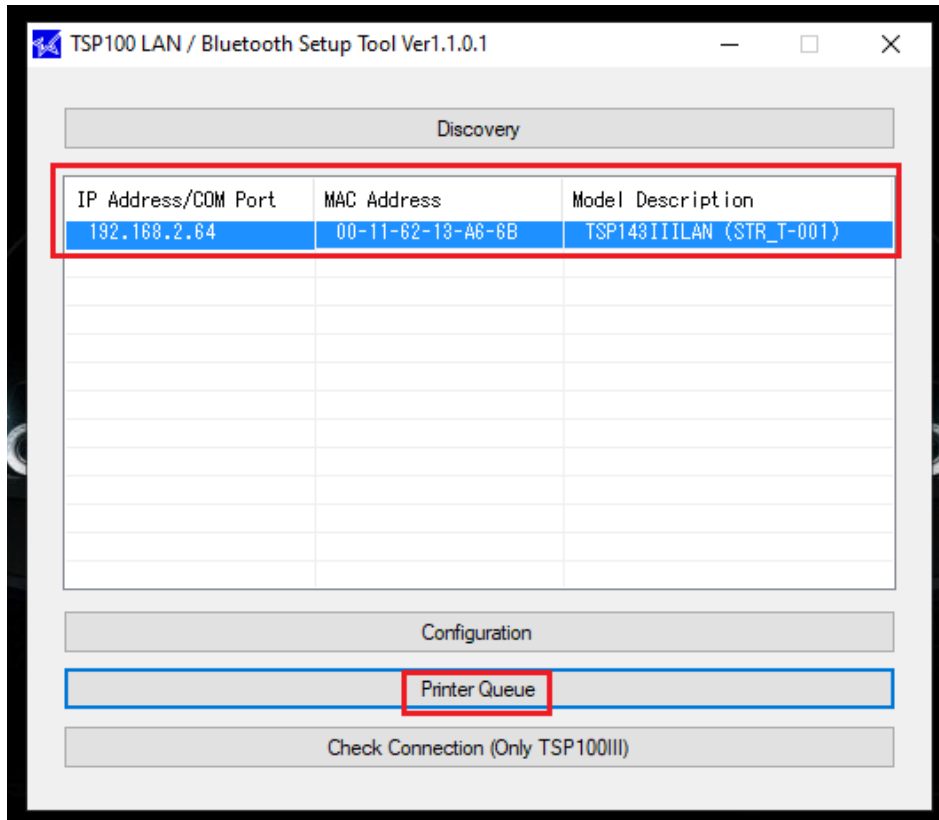 TSP100 LAN / Bluetooth Setup Tool Ver1.1.0.1
Discovery
IP Address/COM Port MAC Address Model Description
192.168.2.64 00-11-62-13-A6-6B TSP143IIILAN (STR_T-001)
Configuration
Printer Queue
Check Connection (Only TSP100III)